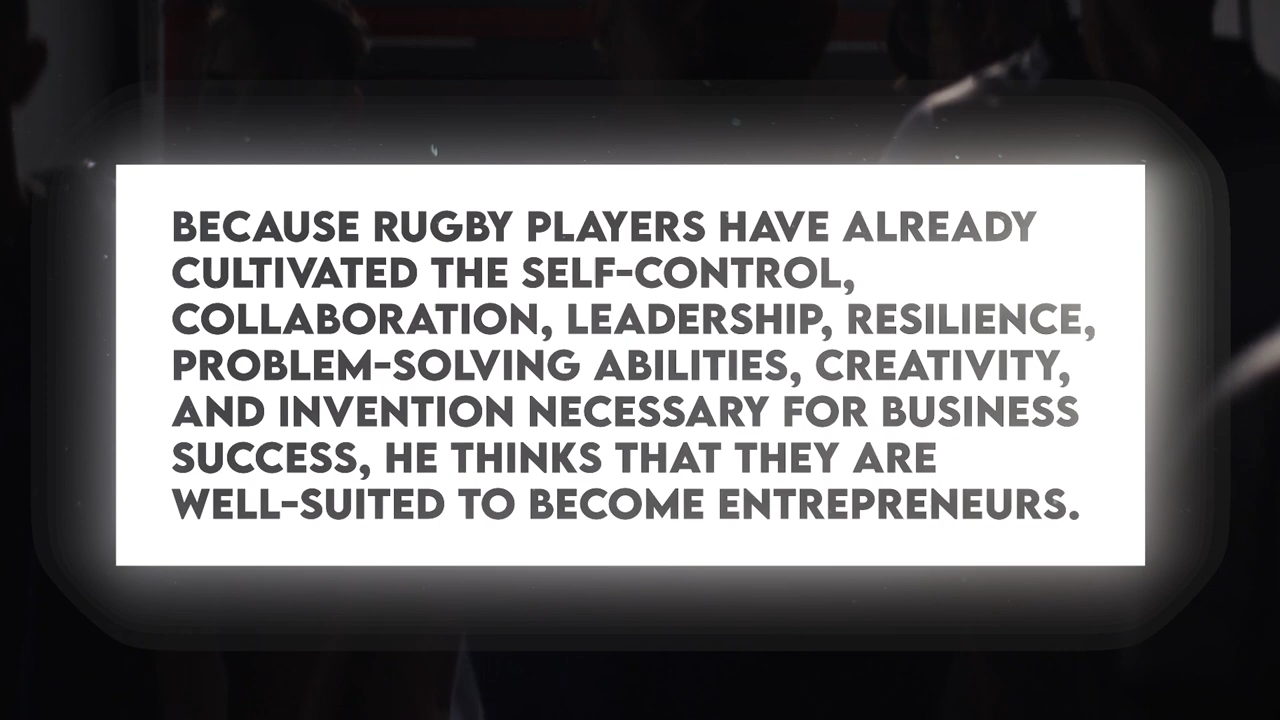 BECAUSE RUGBY PLAYERS HAVE ALREADY
CULTIVATED THE SELF-CONTROL,
COLLABORATION, LEADERSHIP, RESILIENCE,
PROBLEM-SOLVING ABILITIES, CREATIVITY,
AND INVENTION NECESSARY FOR BUSINESS
SUCCESS, HE THINKS THAT THEY ARE
WELL-SUITED TO BECOME ENTREPRENEURS.